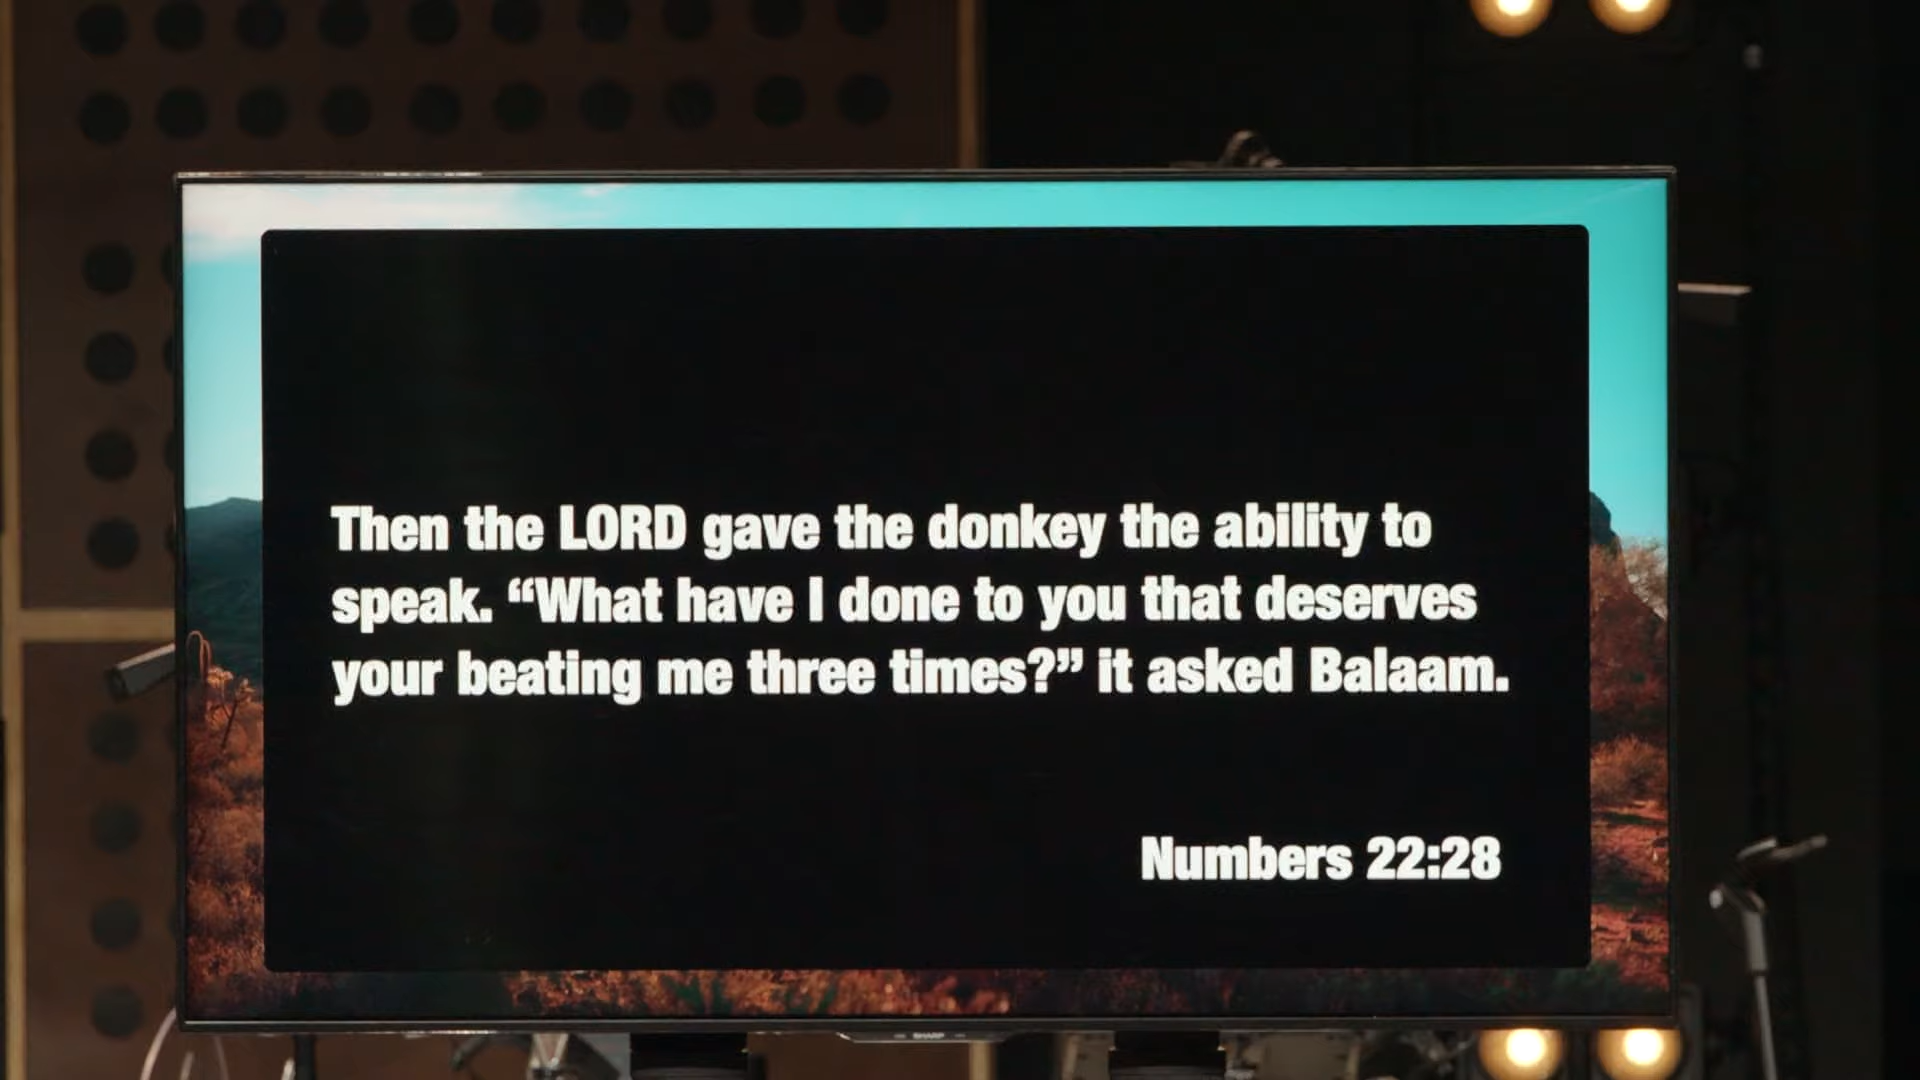 Then the LORD gave the donkey the ability to
speak. “What have I done to you that deserves
your beating me three times?” it asked Balaam.
Numbers 22:28
SHARP